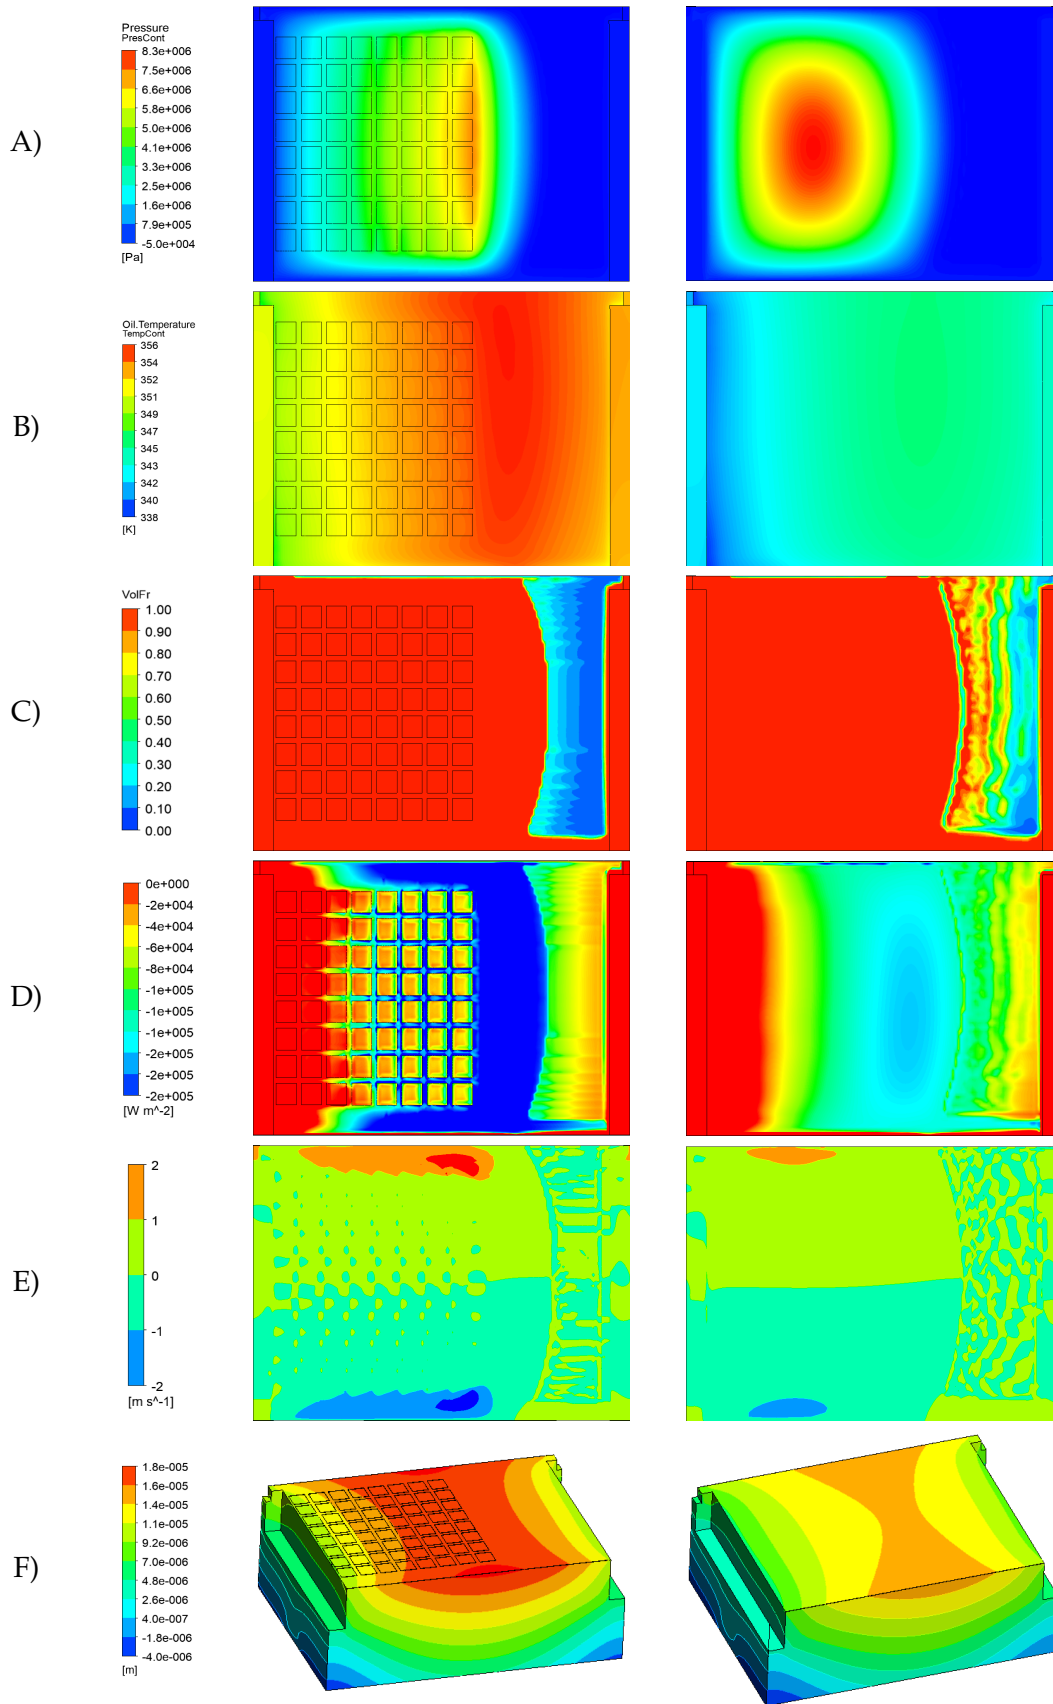 A)
Pressure
PresCont
8.3e+006
7.5e+006
6.6e+006
5.8e+006
5.0e+006
4.1e+006
3.3e+006
2.5e+006
1.6e+006
7.9e+005
-5.0e+004
[Pa]
B)
Oil.Temperature
TempCont
356
354
352
351
349
347
345
343
342
340
338
[K]
C)
VolFr
1.00
0.90
0.80
0.70
0.60
0.50
0.40
0.30
0.20
0.10
0.00
D)
0e+000
-2e+004
-4e+004
-6e+004
-8e+004
-1e+005
-1e+005
-1e+005
-2e+005
-2e+005
-2e+005
[W m^-2]
E)
2
1
0
-1
-2
[m s^-1]
F)
1.8e-005
1.6e-005
1.4e-005
1.1e-005
9.2e-006
7.0e-006
4.8e-006
2.6e-006
4.0e-007
-1.8e-006
-4.0e-006
[m]